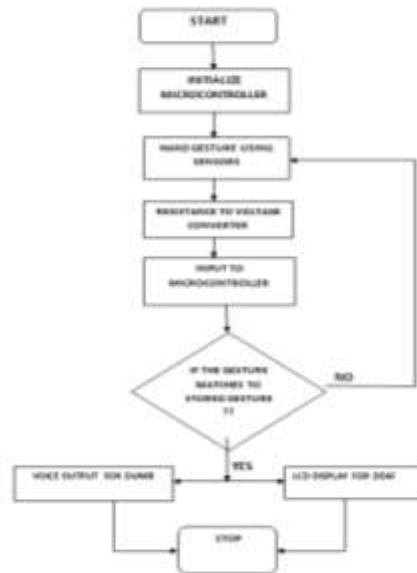 START
INITIALIZE
MICROCONTROLLER
HAND GESTURE USING
SENSORS
RESISTANCE TO VOLTAGE
CONVERTER
INPUT TO
MICROCONTROLLER
IF THE GESTURE
MATCHES TO
STORED GESTURE
NO
YES
VOICE OUTPUT FOR DUMB
LCD DISPLAY FOR DEAF
STOP